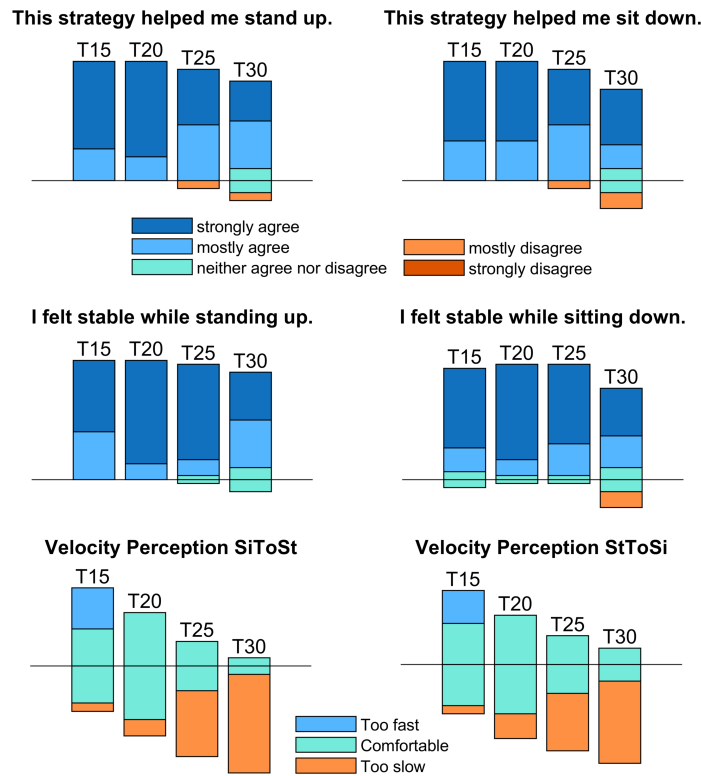 This strategy helped me stand up.
This strategy helped me sit down.
T15 T20 T25 T30
T15 T20 T25 T30
strongly agree
mostly agree
neither agree nor disagree
mostly disagree
strongly disagree
I felt stable while standing up.
I felt stable while sitting down.
T15 T20 T25 T30
T15 T20 T25 T30
Velocity Perception SiToSt
Velocity Perception StToSi
T15 T20 T25 T30
T15 T20 T25 T30
Too fast
Comfortable
Too slow